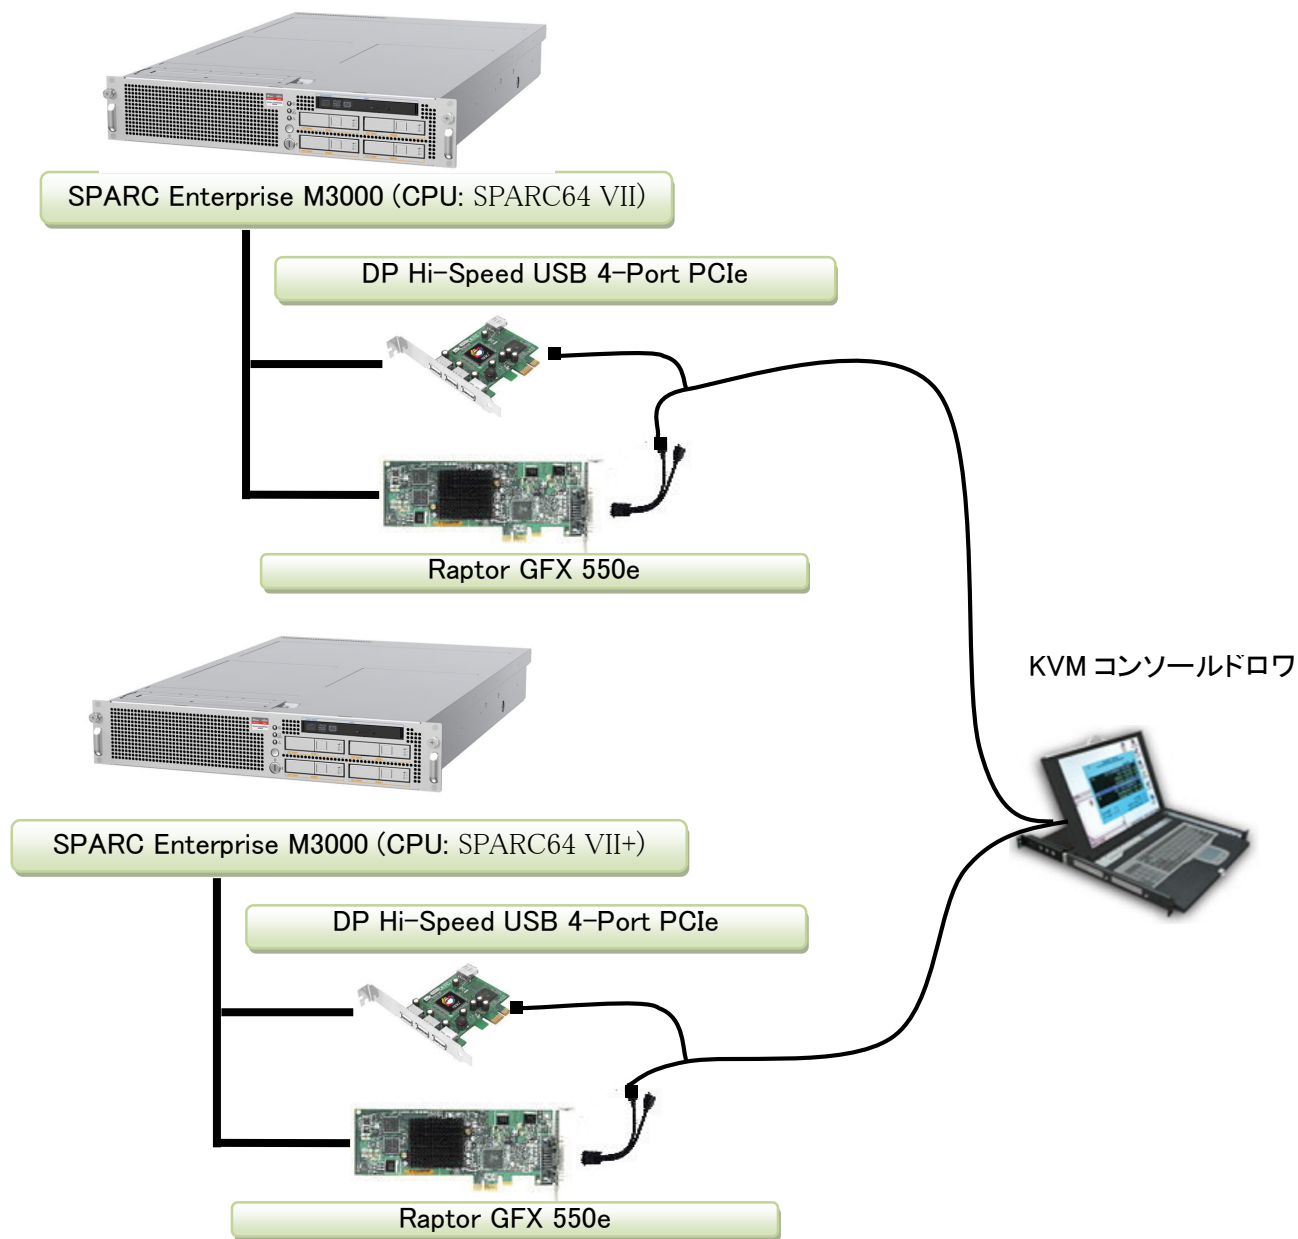 SPARC Enterprise M3000 (CPU: SPARC64 VII)
DP Hi-Speed USB 4-Port PCIe
Raptor GFX 550e
KVM コンソールドロワ
SPARC Enterprise M3000 (CPU: SPARC64 VII+)
DP Hi-Speed USB 4-Port PCIe
Raptor GFX 550e